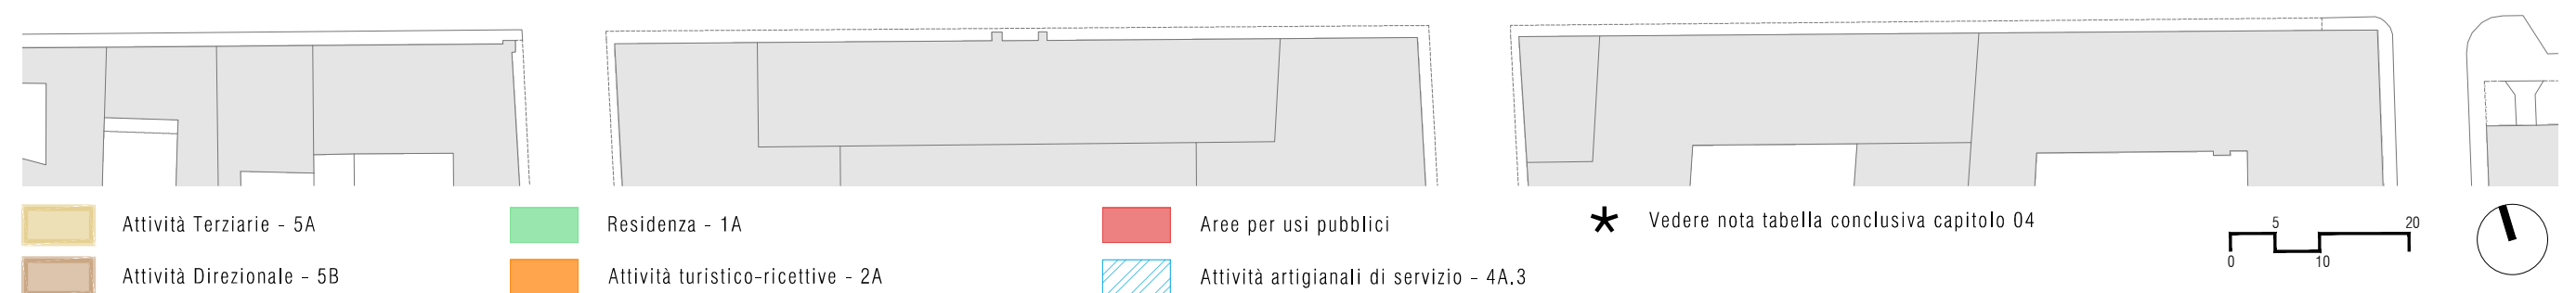 Attività Terziarie - 5A
Residenza - 1A
Aree per usi pubblici
* Vedere nota tabella conclusiva capitolo 04
5 20
0 10
Attività Direzionale - 5B
Attività turistico-ricettive - 2A
Attività artigianali di servizio - 4A.3